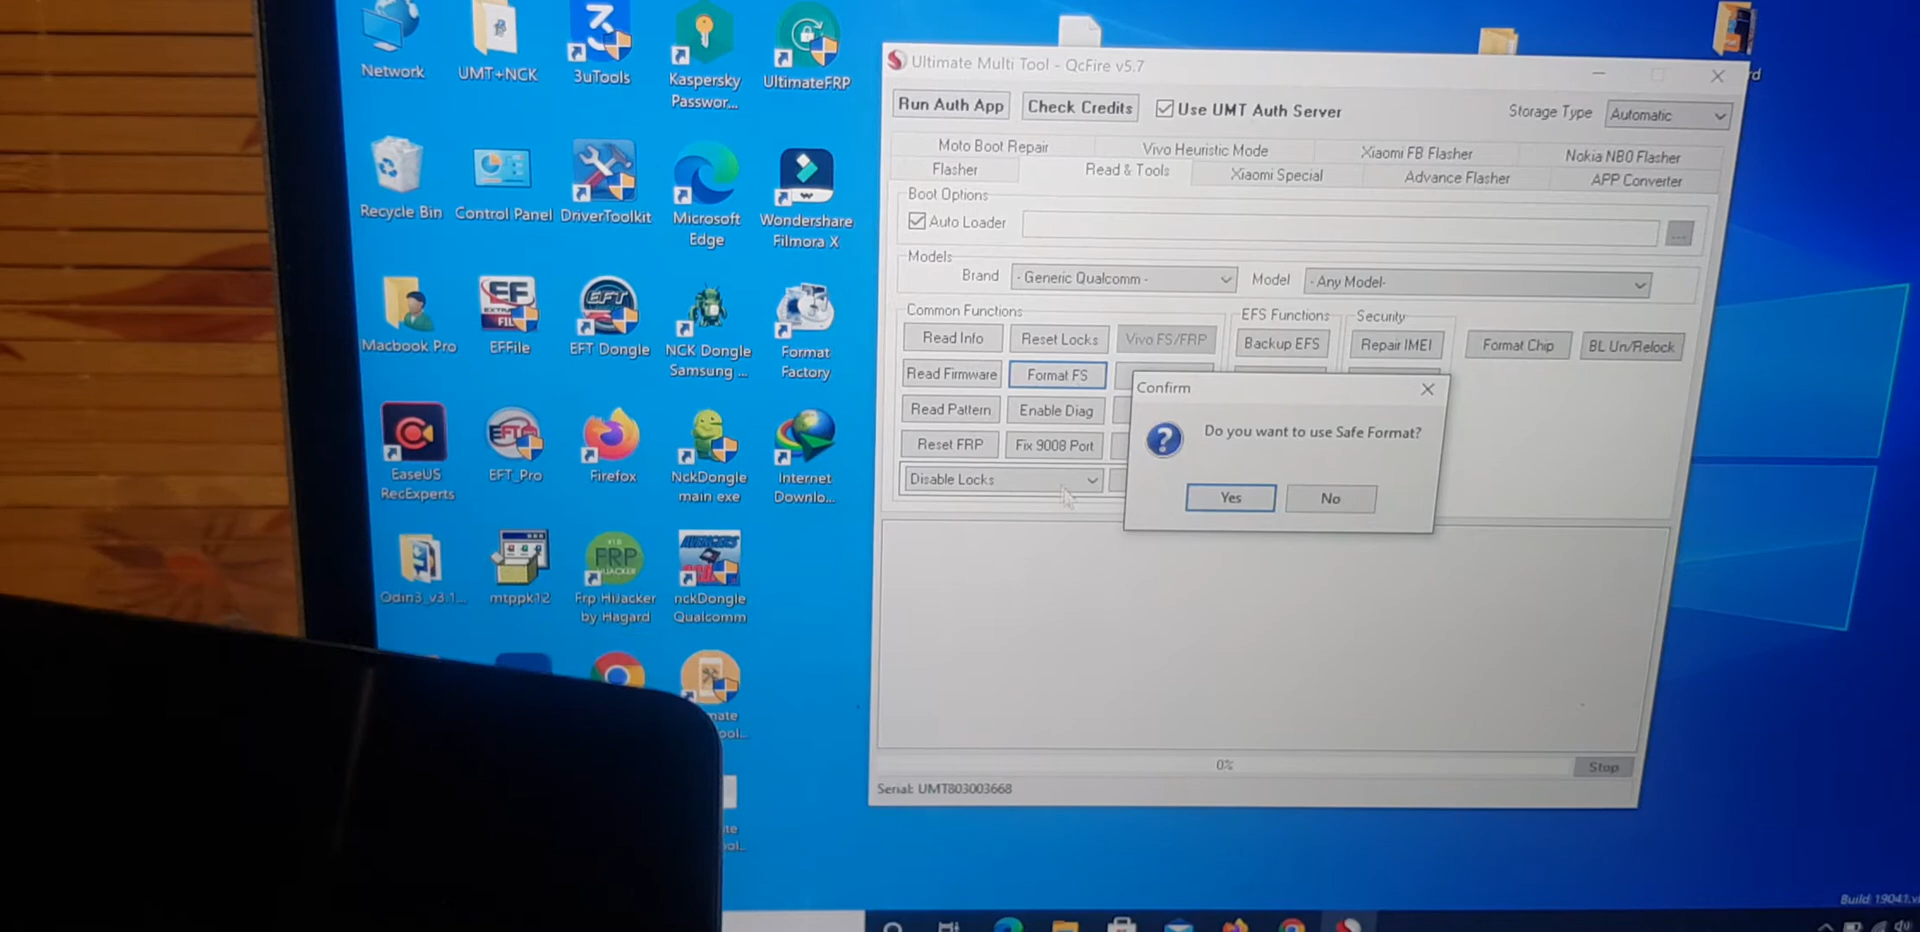 Network
UMT+NCK
3uTools
Kaspersky
Passwor...
UltimateFRP
Recycle Bin
Control Panel
DriverToolkit
Microsoft
Edge
Wondershare
Filmora X
Macbook Pro
EFFile
EFT Dongle
NCK Dongle
Samsung ...
Format
Factory
EaseUS
RecExperts
EFT_Pro
Firefox
NckDongle
main exe
Internet
Downlo...
Odin3_v3.1...
mtppk12
Frp HiJacker
by Hagard
nckDongle
Qualcomm
Ultimate Multi Tool - QcFire v5.7
Run Auth App
Check Credits
Use UMT Auth Server
Storage Type
Automatic
Moto Boot Repair
Vivo Heuristic Mode
Xiaomi FB Flasher
Nokia NB0 Flasher
Flasher
Read & Tools
Xiaomi Special
Advance Flasher
APP Converter
Boot Options
Auto Loader
...
Models
Brand
- Generic Qualcomm -
Model
- Any Model-
Common Functions
EFS Functions
Security
Read Info
Reset Locks
Vivo FS/FRP
Backup EFS
Repair IMEI
Format Chip
BL Un/Relock
Read Firmware
Format FS
Read Pattern
Enable Diag
Reset FRP
Fix 9008 Port
Disable Locks
Confirm
Do you want to use Safe Format?
Yes
No
0%
Stop
Serial: UMT803003668
Build 19041.v